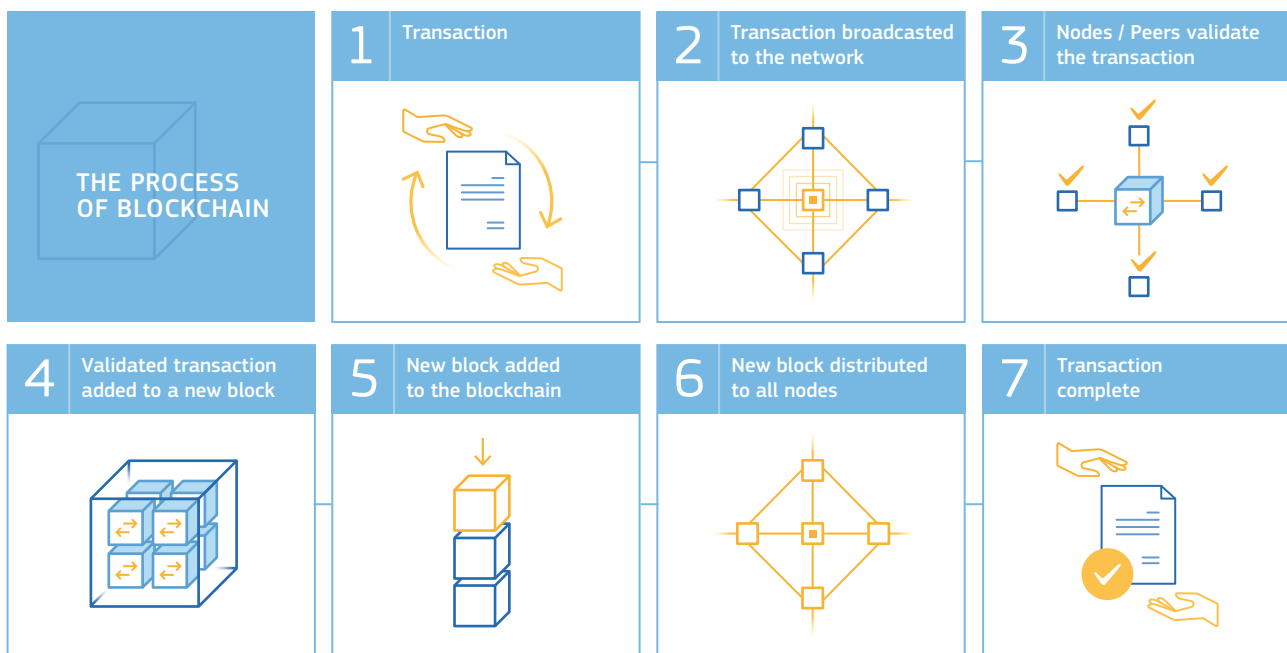 THE PROCESS
OF BLOCKCHAIN
1
Transaction
2
Transaction broadcasted
to the network
3
Nodes / Peers validate
the transaction
4
Validated transaction
added to a new block
5
New block added
to the blockchain
6
New block distributed
to all nodes
7
Transaction
complete